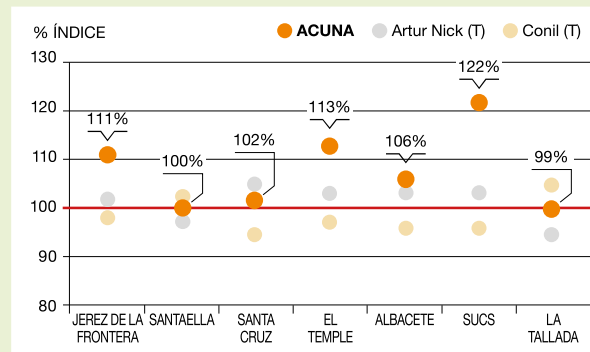 % ÍNDICE
ACUNA
Artur Nick (T)
Conil (T)
130
120
110
100
90
80
111%
100%
102%
113%
106%
122%
99%
JEREZ DE LA
FRONTERA
SANTAELLA
SANTA
CRUZ
EL
TEMPLE
ALBACETE
SUCS
LA
TALLADA